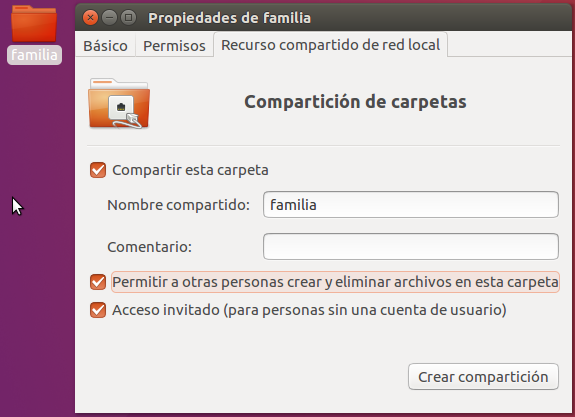 familia
Propiedades de familia
Básico Permisos Recurso compartido de red local
Compartición de carpetas
Compartir esta carpeta
Nombre compartido: familia
Comentario:
Permitir a otras personas crear y eliminar archivos en esta carpeta
Acceso invitado (para personas sin una cuenta de usuario)
Crear compartición